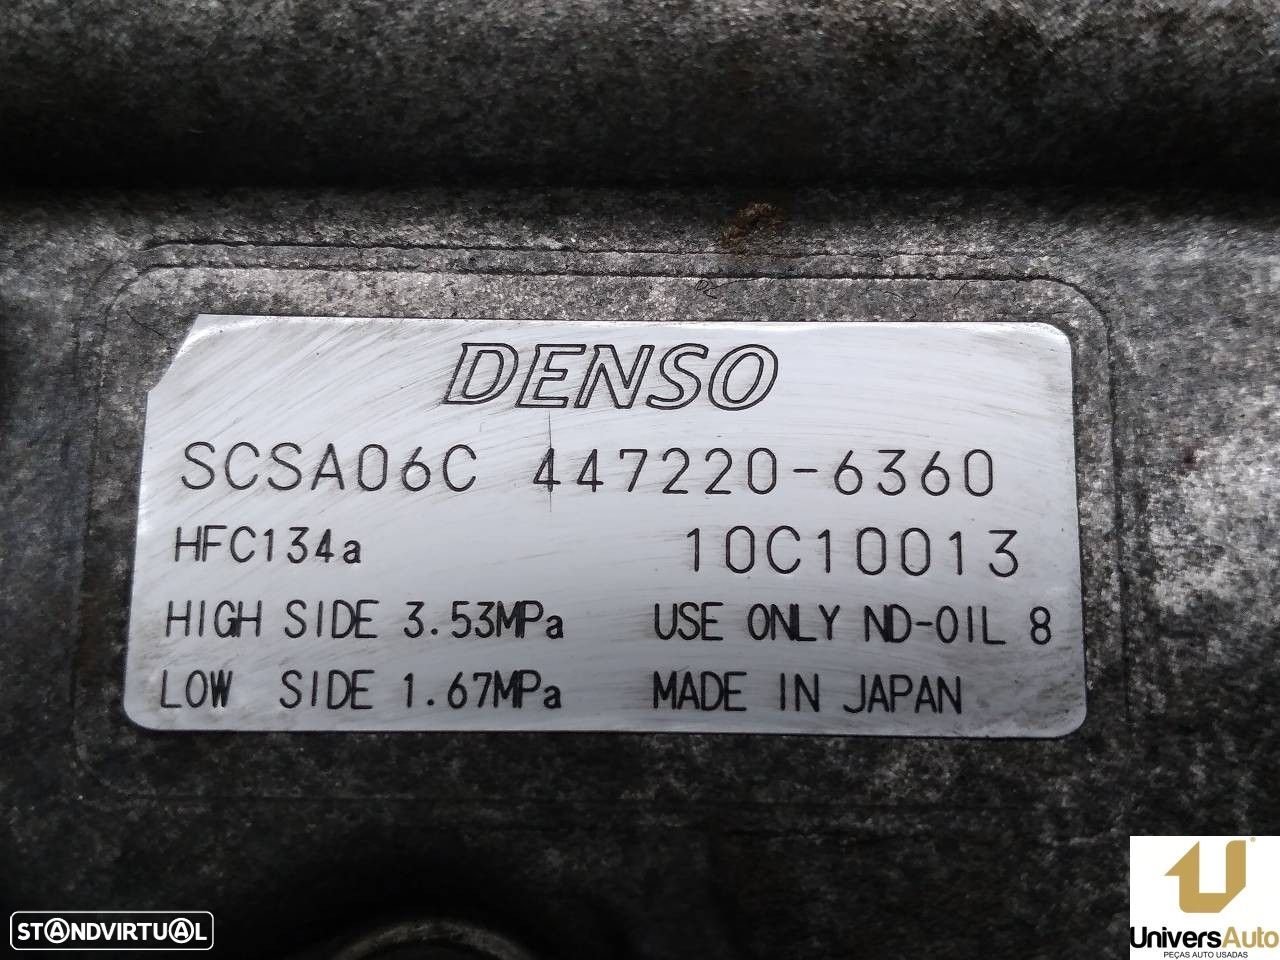 DENSO
SCSA06C 447220-6360
HFC134a 10C10013
HIGH SIDE 3.53MPa USE ONLY ND-OIL 8
LOW SIDE 1.67MPa MADE IN JAPAN
STANDVIRTUAL
UniversAuto
PEÇAS AUTO USADAS